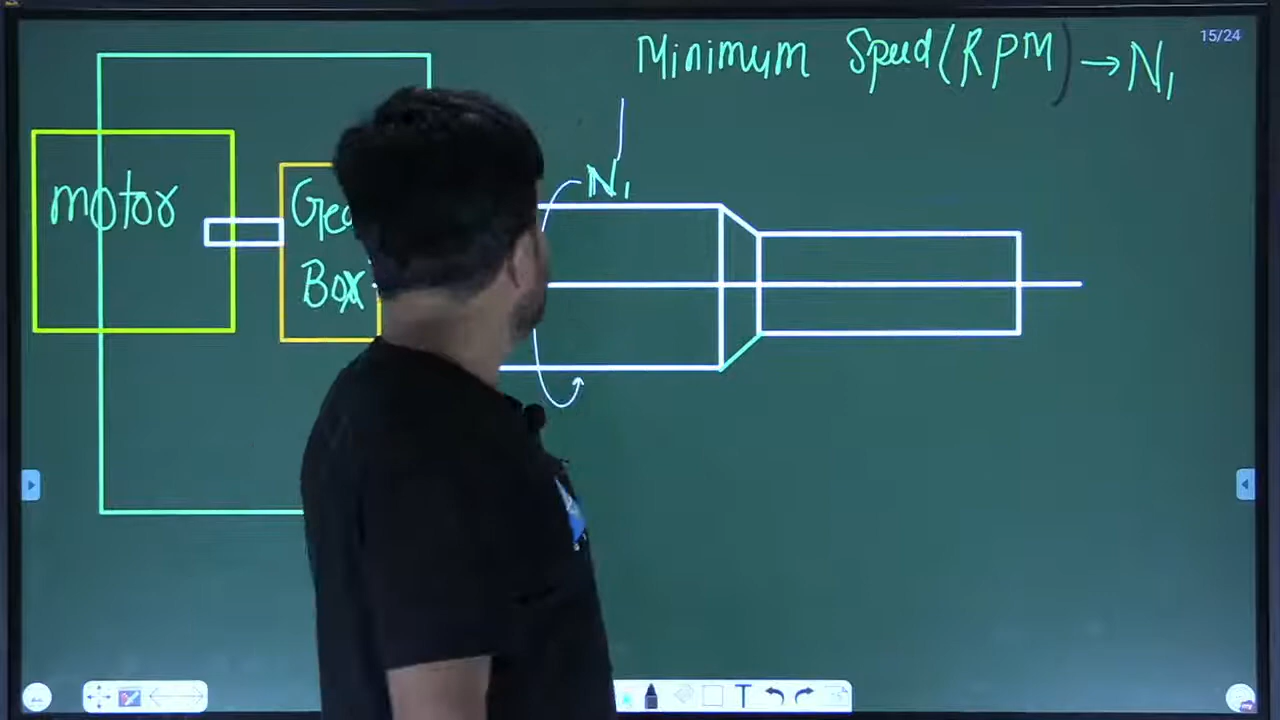 Minimum Speed (RPM) → N₁
15/24
N₁
motor
Box